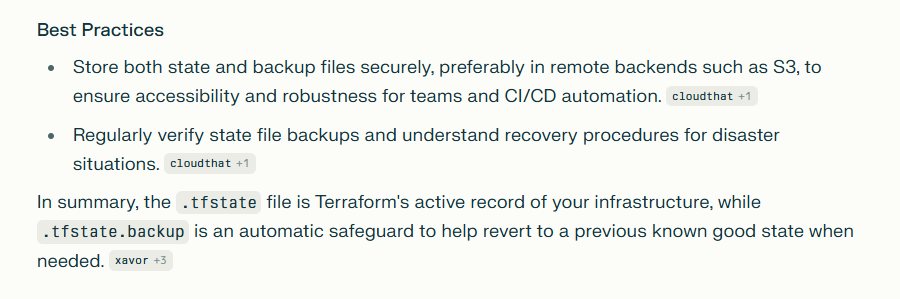 Best Practices
• Store both state and backup files securely, preferably in remote backends such as S3, to
ensure accessibility and robustness for teams and CI/CD automation. cloudthat +1
• Regularly verify state file backups and understand recovery procedures for disaster
situations. cloudthat +1
In summary, the .tfstate file is Terraform's active record of your infrastructure, while
.tfstate.backup is an automatic safeguard to help revert to a previous known good state when
needed. xavor +3